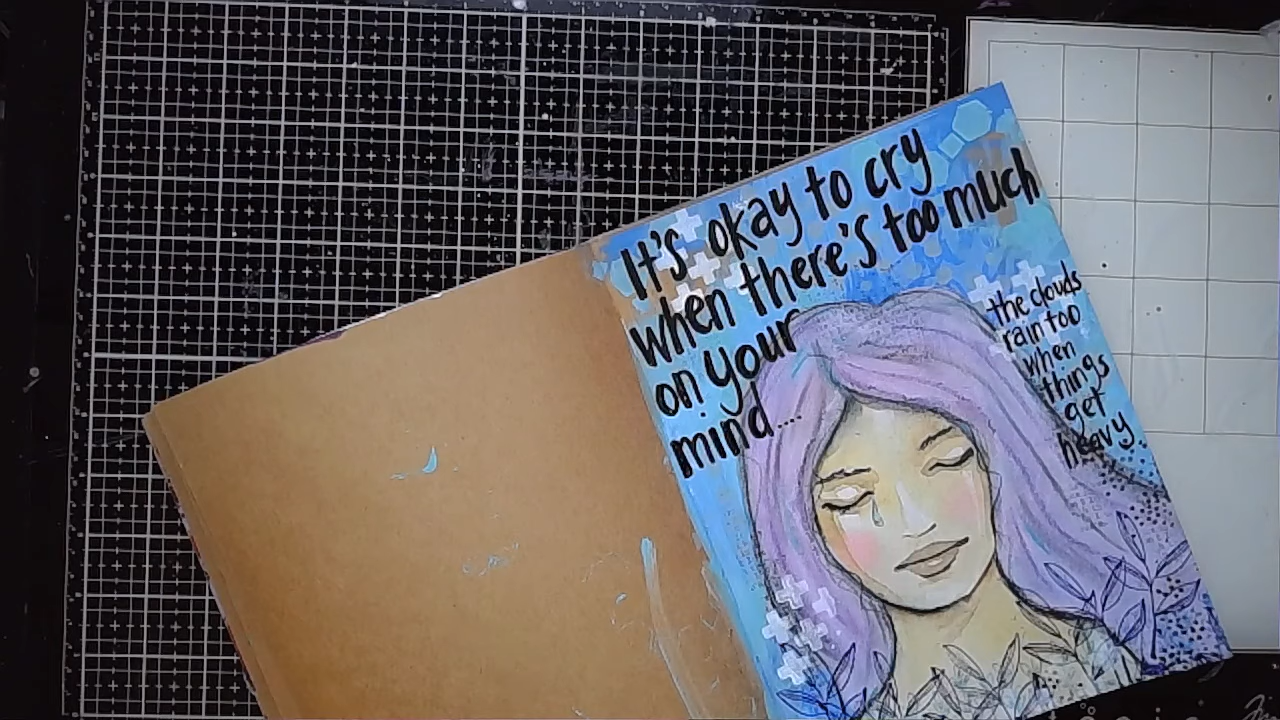 It's okay to cry
when there's too much
on your
mind....
the clouds
rain too
when
things
get
heavy.